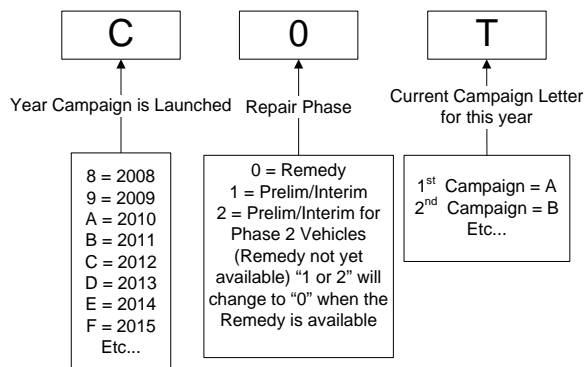 C
0
T
Year Campaign is Launched
Repair Phase
Current Campaign Letter
for this year
8 = 2008
9 = 2009
A = 2010
B = 2011
C = 2012
D = 2013
E = 2014
F = 2015
Etc...
0 = Remedy
1 = Prelim/Interim
2 = Prelim/Interim for
Phase 2 Vehicles
(Remedy not yet
available) “1 or 2” will
change to “0” when the
Remedy is available
1st Campaign = A
2nd Campaign = B
Etc...